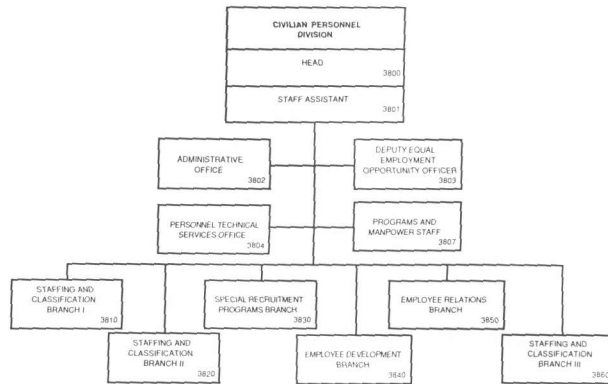 CIVILIAN PERSONNEL
DIVISION
HEAD
3800
STAFF ASSISTANT
3801
ADMINISTRATIVE
OFFICE
3802
DEPUTY EQUAL
EMPLOYMENT
OPPORTUNITY OFFICER
3803
PERSONNEL TECHNICAL
SERVICES OFFICE
3804
PROGRAMS AND
MANPOWER STAFF
3807
STAFFING AND
CLASSIFICATION
BRANCH I
3810
SPECIAL RECRUITMENT
PROGRAMS BRANCH
3830
EMPLOYEE RELATIONS
BRANCH
3850
STAFFING AND
CLASSIFICATION
BRANCH II
3820
EMPLOYEE DEVELOPMENT
BRANCH
3840
STAFFING AND
CLASSIFICATION
BRANCH III
3860